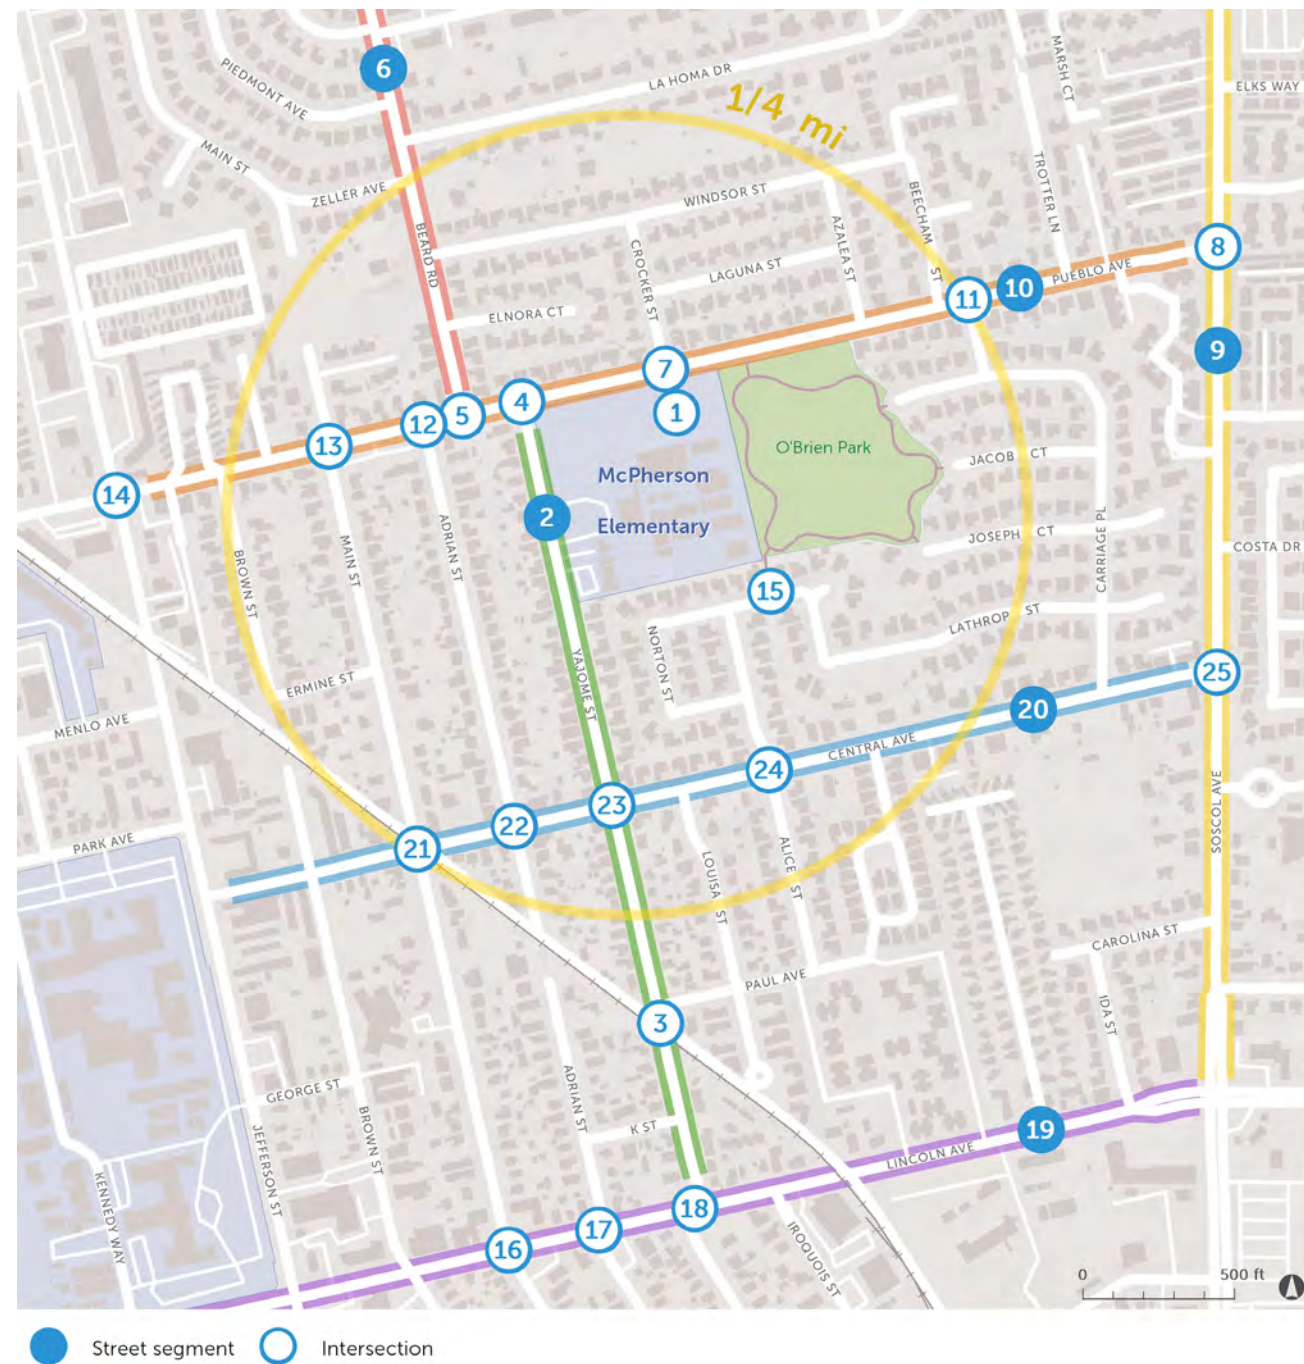 6
PIEDMONT AVE
LA HOMA DR
MARSH CT
ELKS WAY
1/4 mi
MAIN ST
ZELLER AVE
WINDSOR ST
BEECHAM ST
TROTTER LN
BEARD RD
CROCKER ST
AZALEA ST
8
LAGUNA ST
PUEBLO AVE
11
10
ELNORA CT
9
7
4
1
5
12
13
O'Brien Park
JACOB CT
McPherson
14
2
Elementary
ADRIAN ST
MAIN ST
BROWN ST
JOSEPH CT
CARRIAGE PL
COSTA DR
15
LATHROP ST
NORTON ST
YAJOME ST
ERMINE ST
25
MENLO AVE
20
CENTRAL AVE
24
23
22
SOSCOL AVE
PARK AVE
21
LOUISA ST
ALICE ST
CAROLINA ST
PAUL AVE
IDA ST
3
GEORGE ST
ADRIAN ST
BROWN ST
K ST
19
JEFFERSON ST
LINCOLN AVE
KENNEDY WAY
18
17
16
IROQUOIS ST
0 500 ft
Street segment Intersection